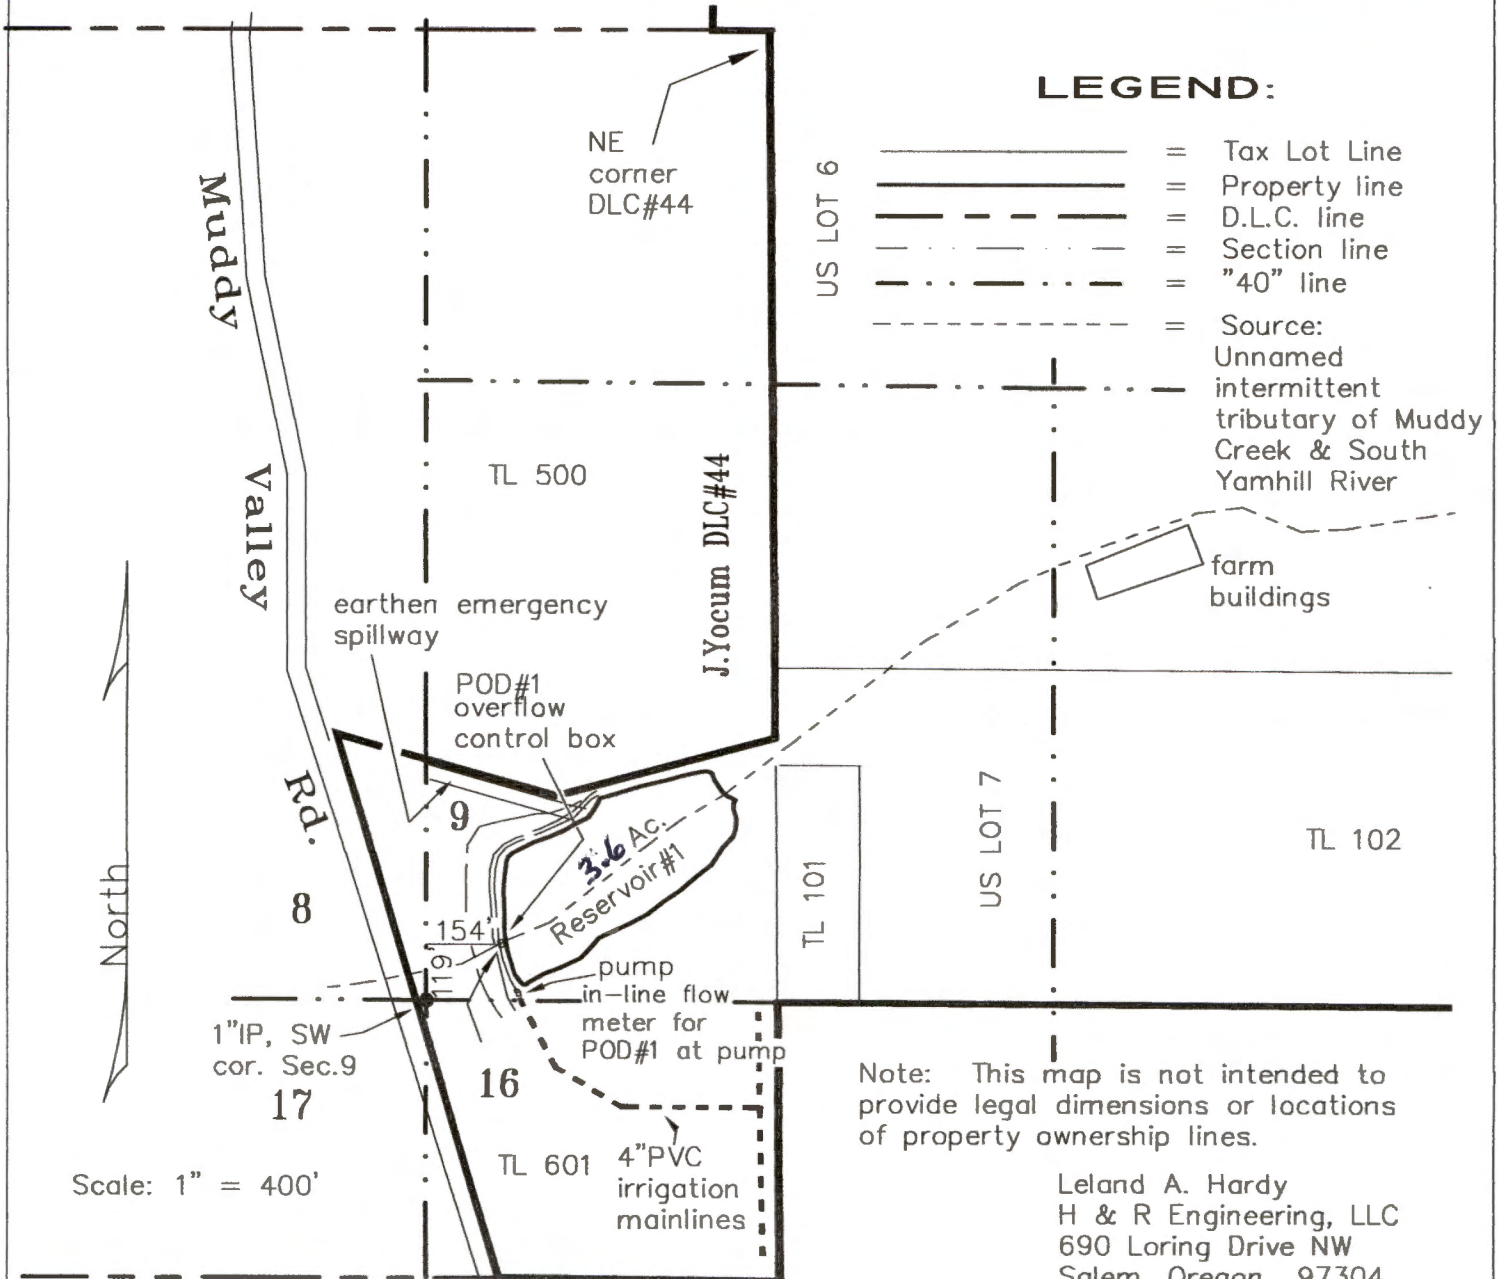 LEGEND:
= Tax Lot Line
= Property line
= D.L.C. line
= Section line
= "40" line
= Source:
Unnamed
intermittent
tributary of Muddy
Creek & South
Yamhill River
NE
corner
DLC#44
US LOT 6
Muddy
Valley
Rd.
TL 500
J.Yocum DLC#44
farm
buildings
earthen emergency
spillway
POD#1
overflow
control box
9
8
3.6 Ac.
Reservoir#1
154'
119'
TL 101
US LOT 7
TL 102
North
pump
in-line flow
meter for
POD#1 at pump
1"IP, SW
cor. Sec.9
17
16
TL 601
4"PVC
irrigation
mainlines
Scale: 1" = 400'
Note: This map is not intended to
provide legal dimensions or locations
of property ownership lines.
Leland A. Hardy
H & R Engineering, LLC
690 Loring Drive NW
Salem, Oregon 97304